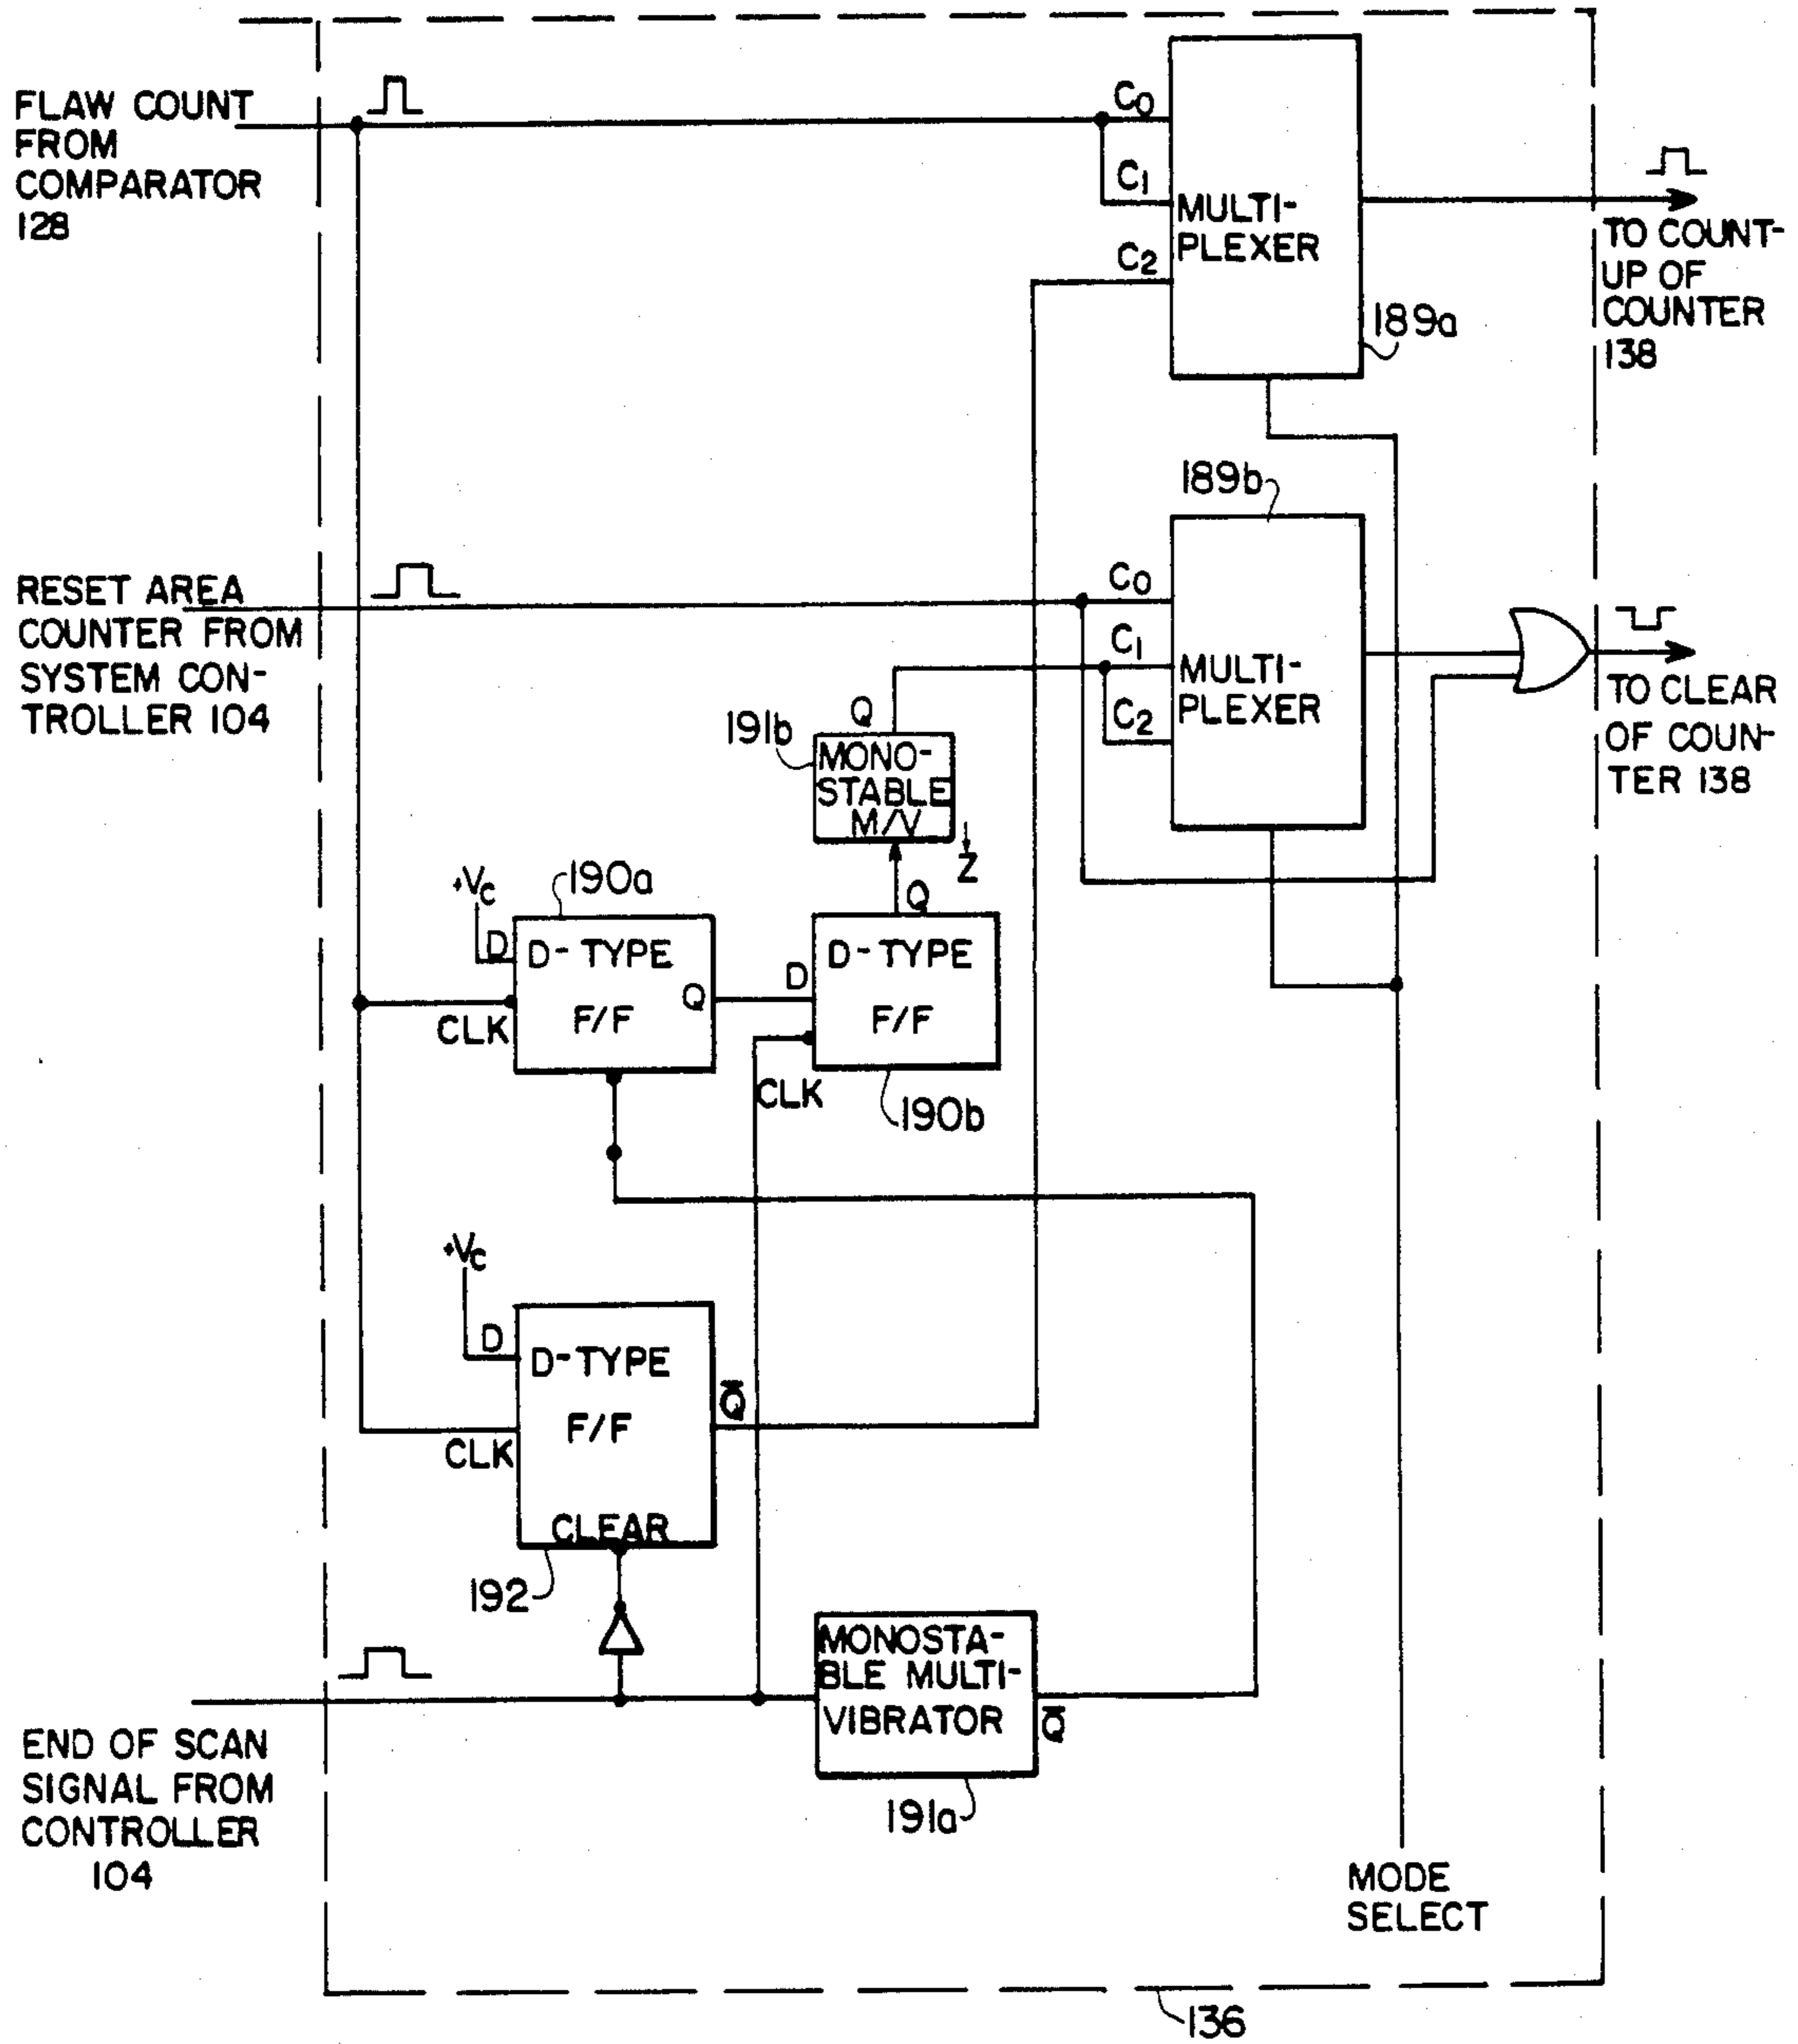 FLAW COUNT
FROM
COMPARATOR
128
C0
C1
C2
MULTI-
PLEXER
189a
TO COUNT-
UP OF
COUNTER
138
RESET AREA
COUNTER FROM
SYSTEM CON-
TROLLER 104
189b
C0
C1
C2
MULTI-
PLEXER
TO CLEAR
OF COUN-
TER 138
191b
Q
MONO-
STABLE
M/V
Z
+Vc
190a
D
D-TYPE
F/F
Q
CLK
Q
D
D-TYPE
F/F
CLK
190b
+Vc
D
D-TYPE
F/F
Q̅
CLK
CLEAR
192
END OF SCAN
SIGNAL FROM
CONTROLLER
104
MONOSTA-
BLE MULTI-
VIBRATOR
Q̅
191a
MODE
SELECT
136